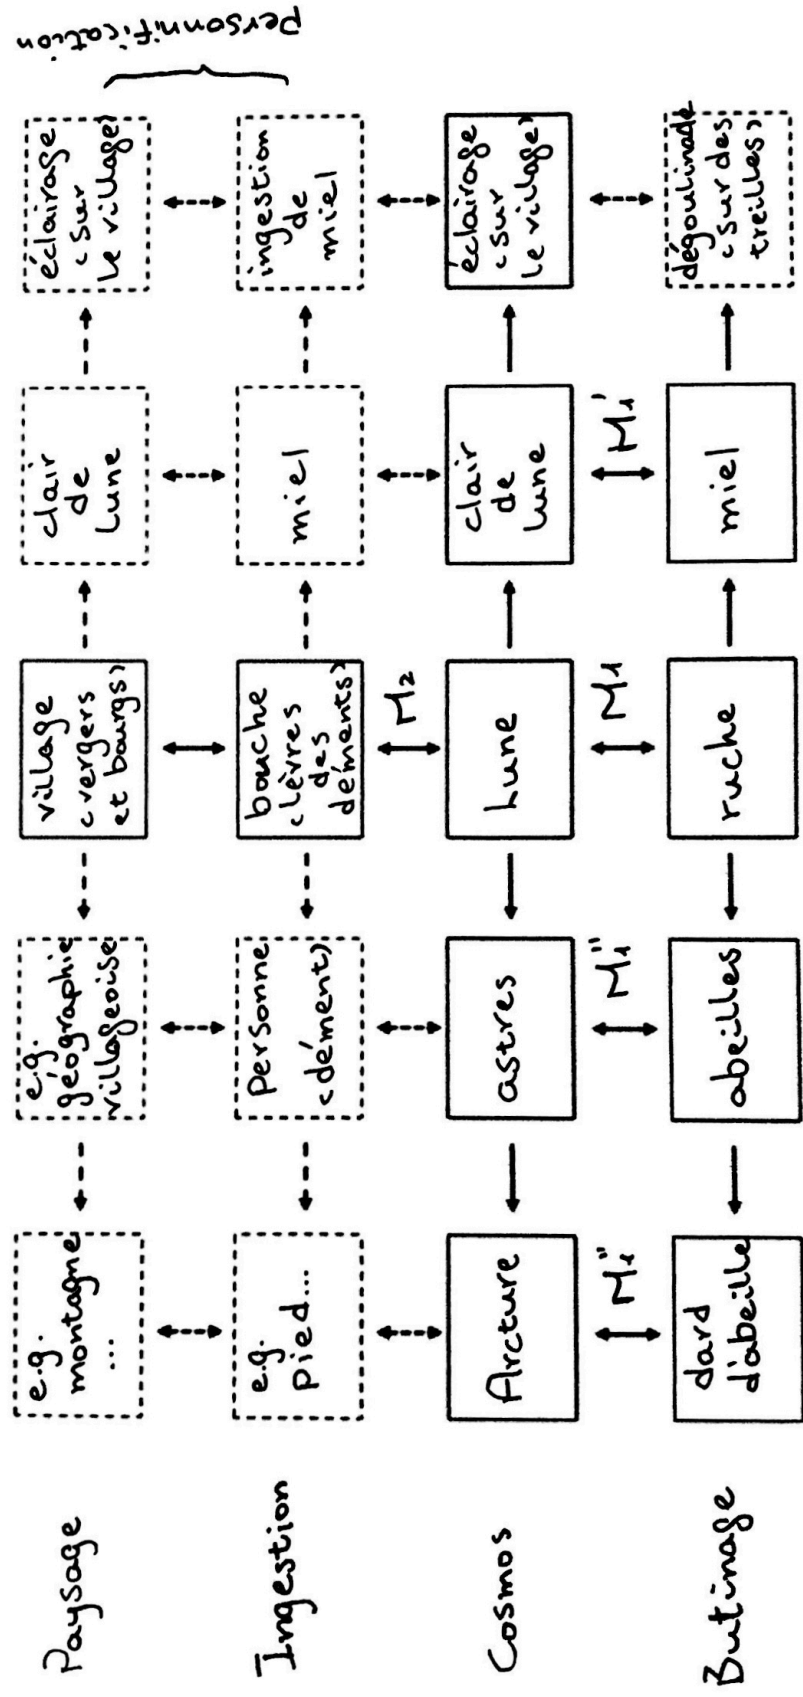 Paysage
e.g.
montagne
...
e.g.
géographie
villageoise
village
<vergers
et bourgs>
clair
de
lune
éclairage
<sur
le village>
Personnification
Ingestion
e.g.
pied...
personne
<dément>
bouche
<lèvres
des
déments>
miel
ingestion
de
miel
M₂
Cosmos
Arcture
astres
lune
clair
de
lune
éclairage
<sur
le village>
M₁''
M₁''
M₁
M₁'
Butinage
dard
d'abeille
abeilles
ruche
miel
dégoulinade
<sur des
treilles>